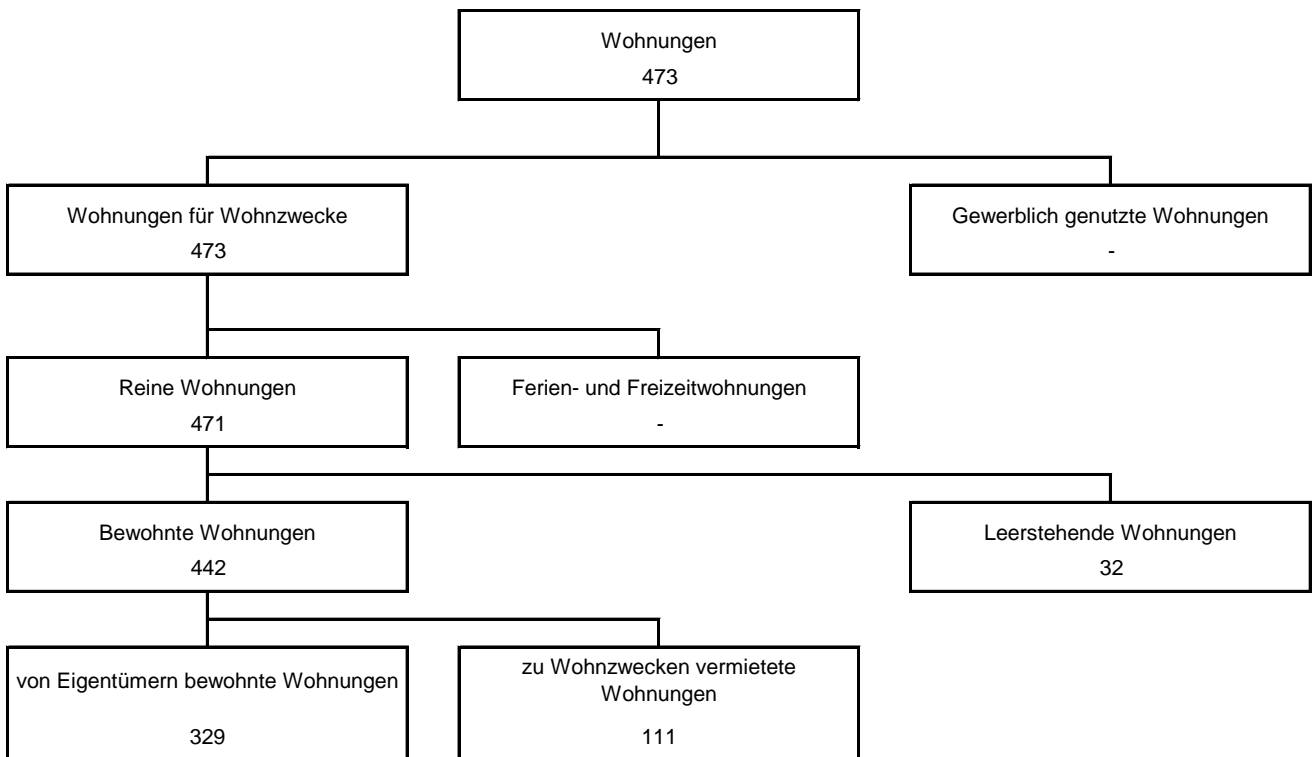 Wohnungen
473
Wohnungen für Wohnzwecke
473
Gewerblich genutzte Wohnungen
-
Reine Wohnungen
471
Ferien- und Freizeitwohnungen
-
Bewohnte Wohnungen
442
Leerstehende Wohnungen
32
von Eigentümern bewohnte Wohnungen
329
zu Wohnzwecken vermietete
Wohnungen
111